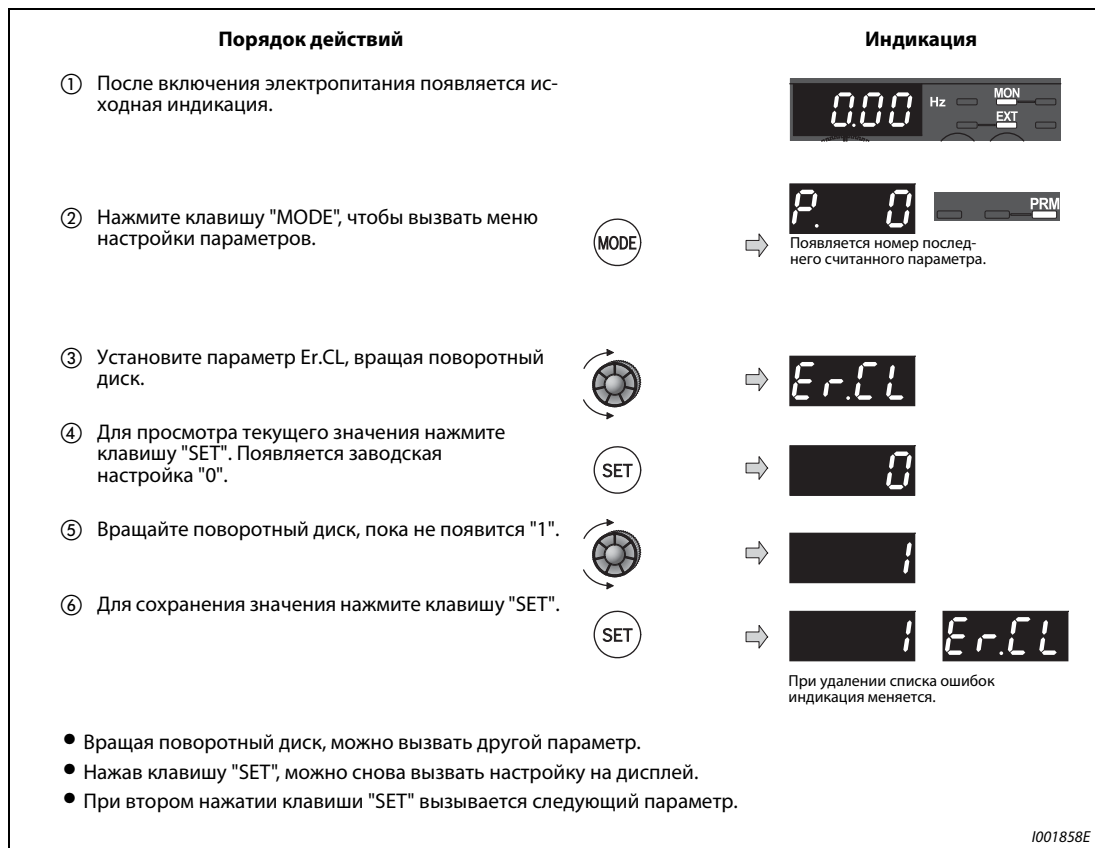 Порядок действий
Индикация
① После включения электропитания появляется ис-
ходная индикация.
0.00 Hz MON
EXT
② Нажмите клавишу "MODE", чтобы вызвать меню
настройки параметров.
MODE
P. 0 PRM
Появляется номер послед-
него считанного параметра.
③ Установите параметр Er.CL, вращая поворотный
диск.
Er.CL
④ Для просмотра текущего значения нажмите
клавишу "SET". Появляется заводская
настройка "0".
SET
0
⑤ Вращайте поворотный диск, пока не появится "1".
1
⑥ Для сохранения значения нажмите клавишу "SET".
SET
1 Er.CL
При удалении списка ошибок
индикация меняется.
● Вращая поворотный диск, можно вызвать другой параметр.
● Нажав клавишу "SET", можно снова вызвать настройку на дисплей.
● При втором нажатии клавиши "SET" вызывается следующий параметр.
I001858E